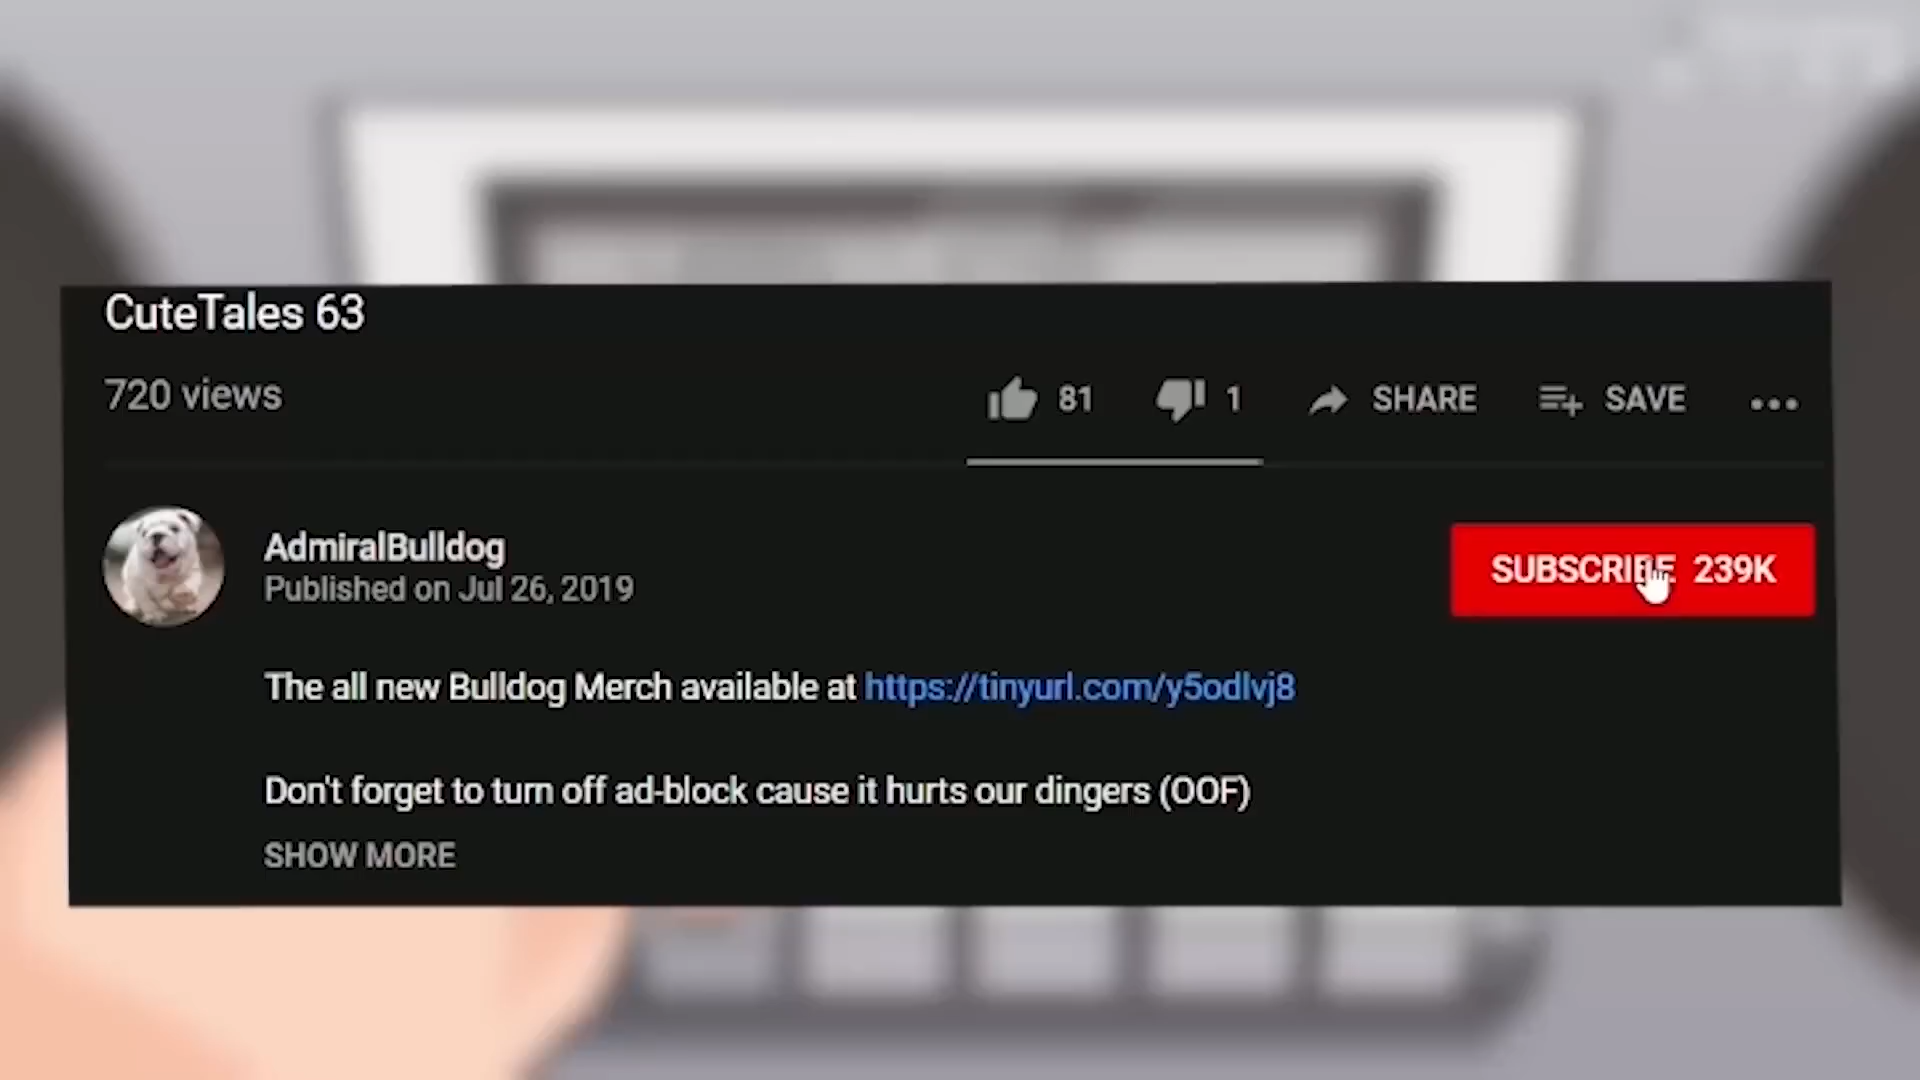 CuteTales 63
720 views
81
1
SHARE
SAVE
AdmiralBulldog
Published on Jul 26, 2019
SUBSCRIBE 239K
The all new Bulldog Merch available at https://tinyurl.com/y5odlvj8
Don't forget to turn off ad-block cause it hurts our dingers (OOF)
SHOW MORE